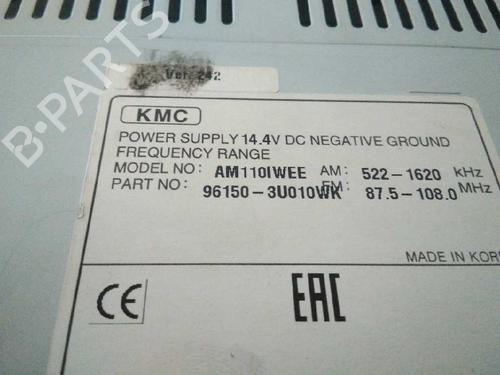 B-PARTS
Ver. 242
KMC
POWER SUPPLY 14.4V DC NEGATIVE GROUND
FREQUENCY RANGE
MODEL NO: AM110IWEE AM: 522-1620 kHz
PART NO: 96150-3U010WK FM: 87.5-108.0 MHz
MADE IN KOR
CE
EAC